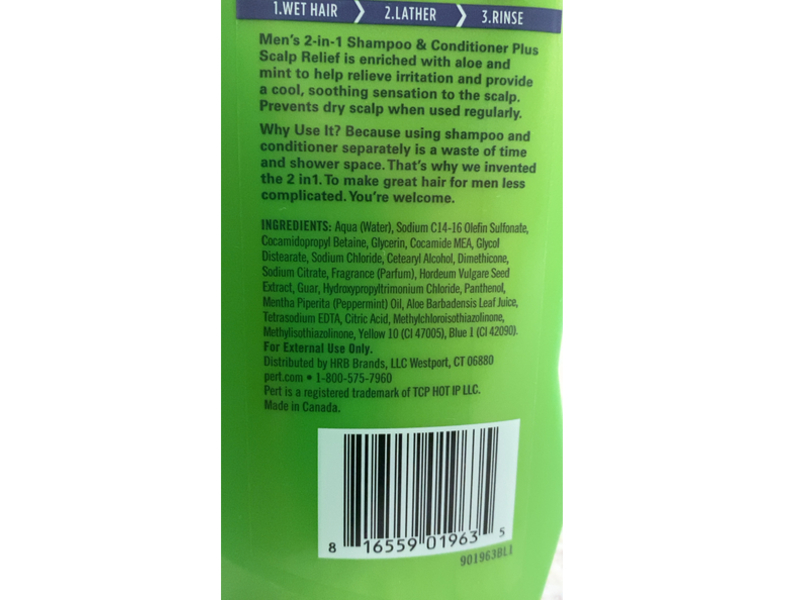 1.WET HAIR 2.LATHER 3.RINSE
Men's 2-in-1 Shampoo & Conditioner Plus
Scalp Relief is enriched with aloe and
mint to help relieve irritation and provide
a cool, soothing sensation to the scalp.
Prevents dry scalp when used regularly.
Why Use It? Because using shampoo and
conditioner separately is a waste of time
and shower space. That's why we invented
the 2 in1. To make great hair for men less
complicated. You're welcome.
INGREDIENTS: Aqua (Water), Sodium C14-16 Olefin Sulfonate,
Cocamidopropyl Betaine, Glycerin, Cocamide MEA, Glycol
Distearate, Sodium Chloride, Cetearyl Alcohol, Dimethicone,
Sodium Citrate, Fragrance (Parfum), Hordeum Vulgare Seed
Extract, Guar, Hydroxypropyltrimonium Chloride, Panthenol,
Mentha Piperita (Peppermint) Oil, Aloe Barbadensis Leaf Juice,
Tetrasodium EDTA, Citric Acid, Methylchloroisothiazolinone,
Methylisothiazolinone, Yellow 10 (CI 47005), Blue 1 (CI 42090).
For External Use Only.
Distributed by HRB Brands, LLC Westport, CT 06880
pert.com • 1-800-575-7960
Pert is a registered trademark of TCP HOT IP LLC.
Made in Canada.
8 16559 01963 5
901963BL1